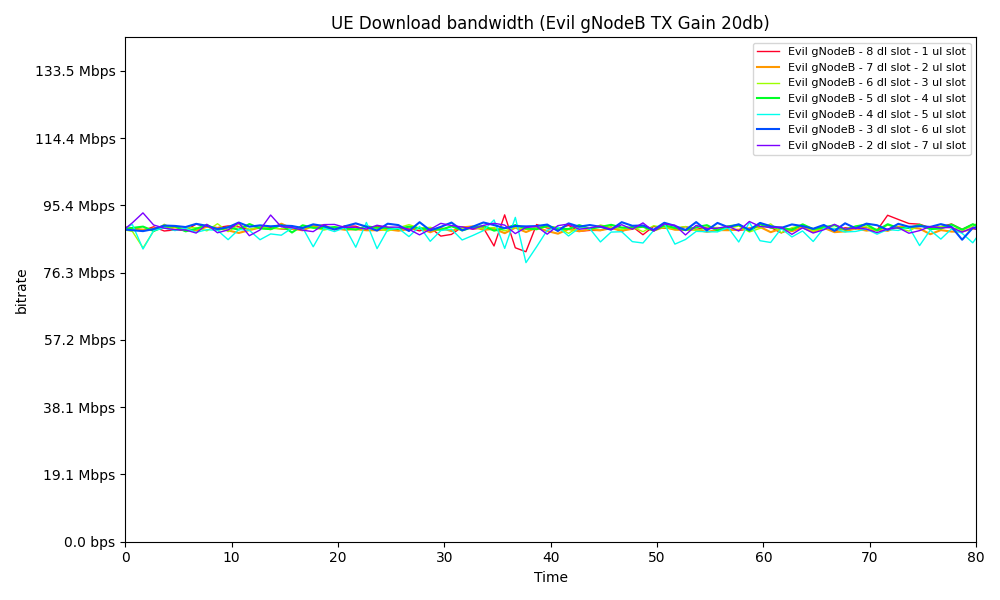 UE Download bandwidth (Evil gNodeB TX Gain 20db)
133.5 Mbps
114.4 Mbps
95.4 Mbps
76.3 Mbps
57.2 Mbps
38.1 Mbps
19.1 Mbps
0.0 bps
bitrate
Evil gNodeB - 8 dl slot - 1 ul slot
Evil gNodeB - 7 dl slot - 2 ul slot
Evil gNodeB - 6 dl slot - 3 ul slot
Evil gNodeB - 5 dl slot - 4 ul slot
Evil gNodeB - 4 dl slot - 5 ul slot
Evil gNodeB - 3 dl slot - 6 ul slot
Evil gNodeB - 2 dl slot - 7 ul slot
0 10 20 30 40 50 60 70 80
Time